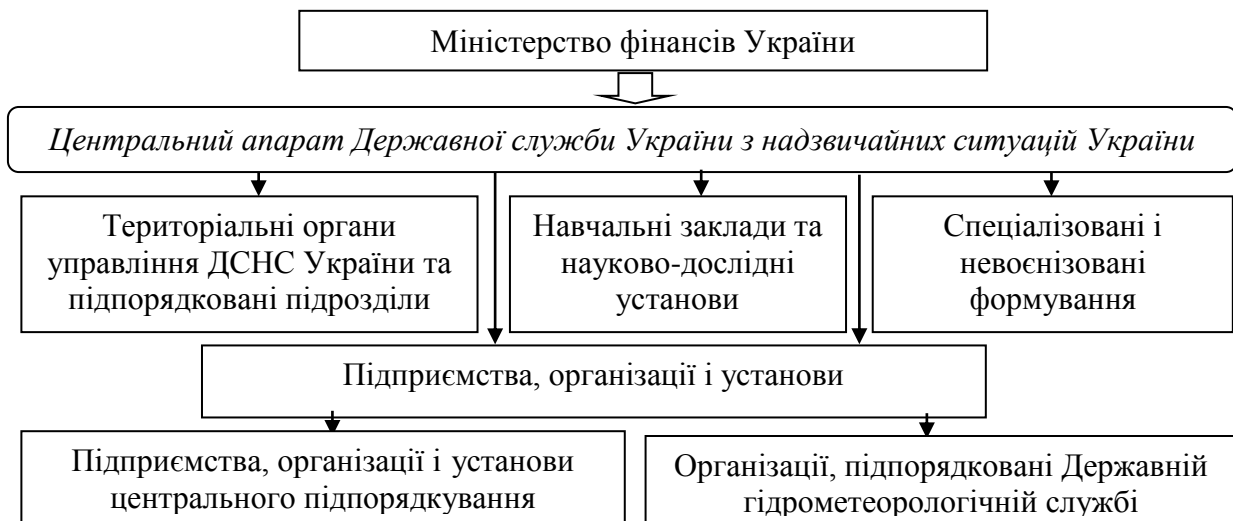 Міністерство фінансів України
Центральний апарат Державної служби України з надзвичайних ситуацій України
Територіальні органи
управління ДСНС України та
підпорядковані підрозділи
Навчальні заклади та
науково-дослідні
установи
Спеціалізовані і
невоєнізовані
формування
Підприємства, організації і установи
Підприємства, організації і установи
центрального підпорядкування
Організації, підпорядковані Державній
гідрометеорологічній службі